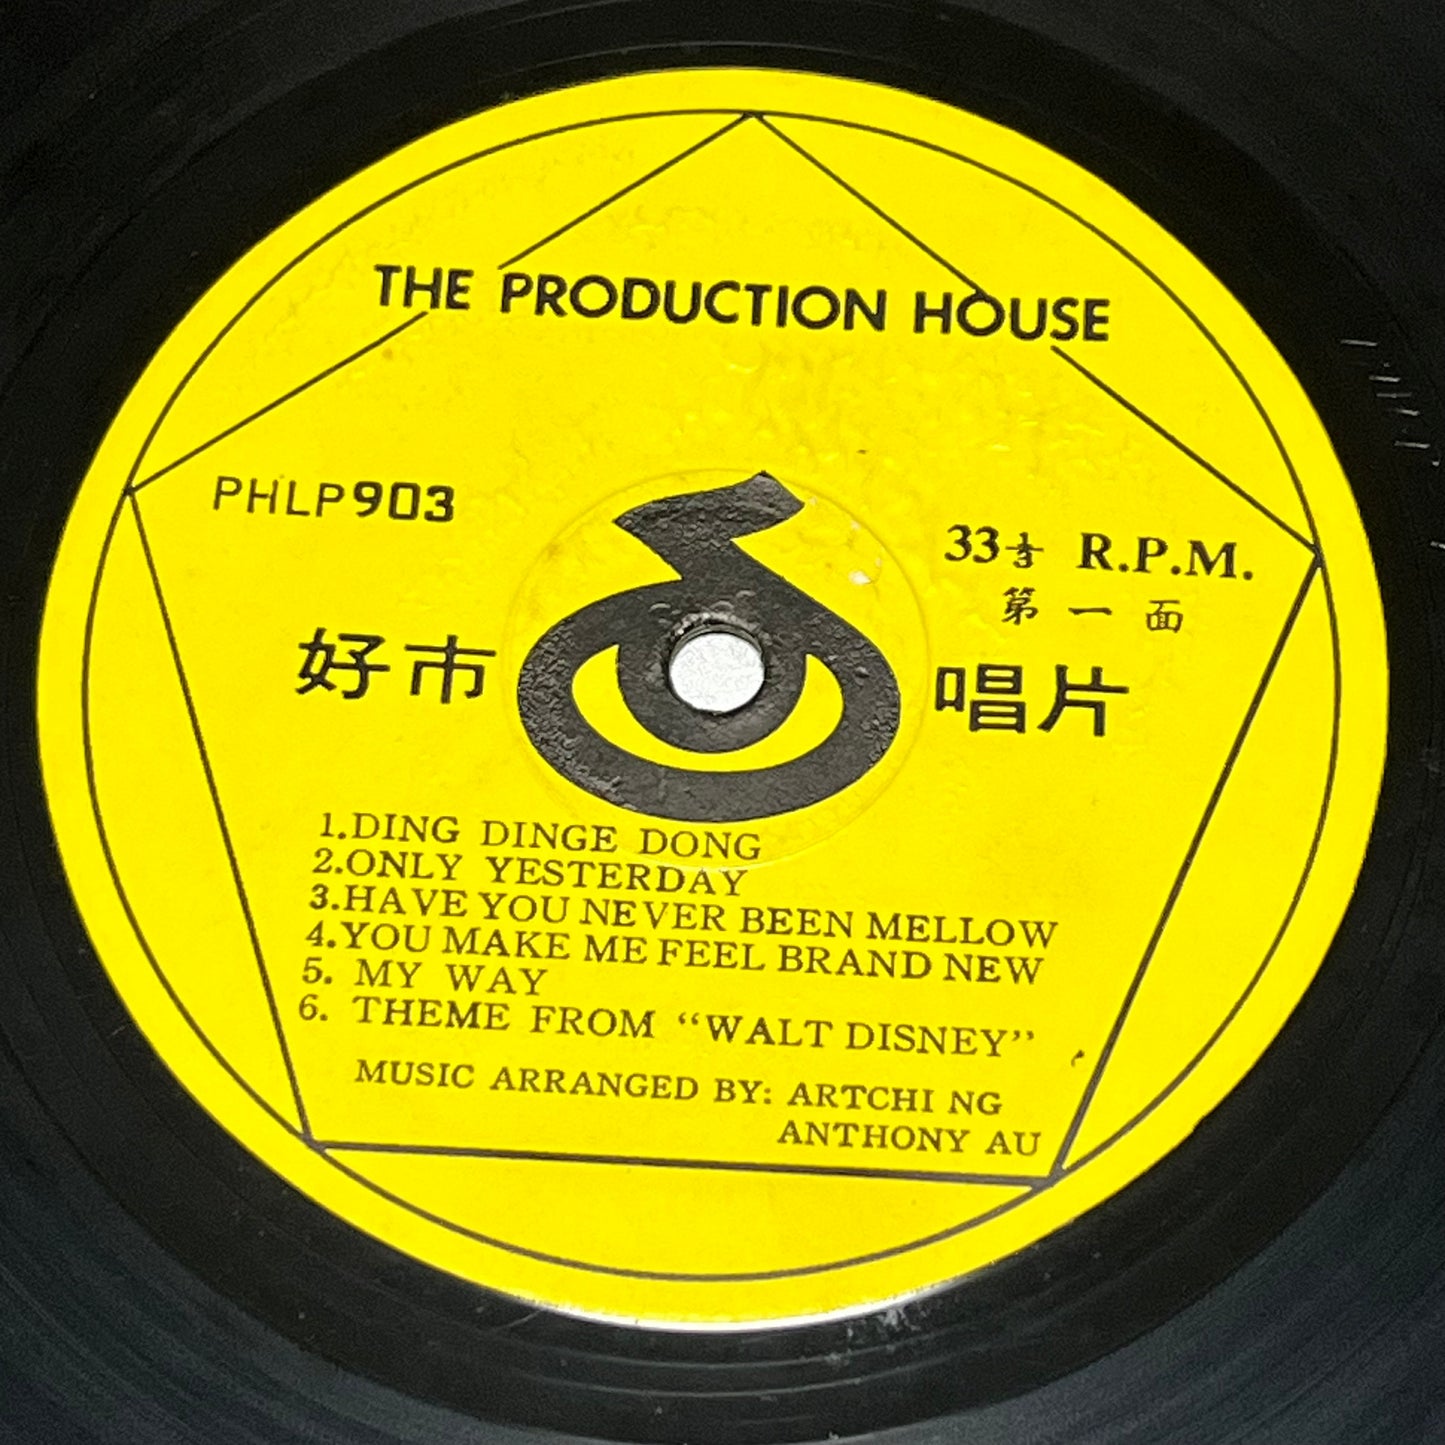 THE PRODUCTION HOUSE
PHLP903
33⅓ R.P.M.
第一面
好市 唱片
1.DING DINGE DONG
2.ONLY YESTERDAY
3.HAVE YOU NEVER BEEN MELLOW
4.YOU MAKE ME FEEL BRAND NEW
5. MY WAY
6. THEME FROM “WALT DISNEY”
MUSIC ARRANGED BY: ARTCHI NG
ANTHONY AU